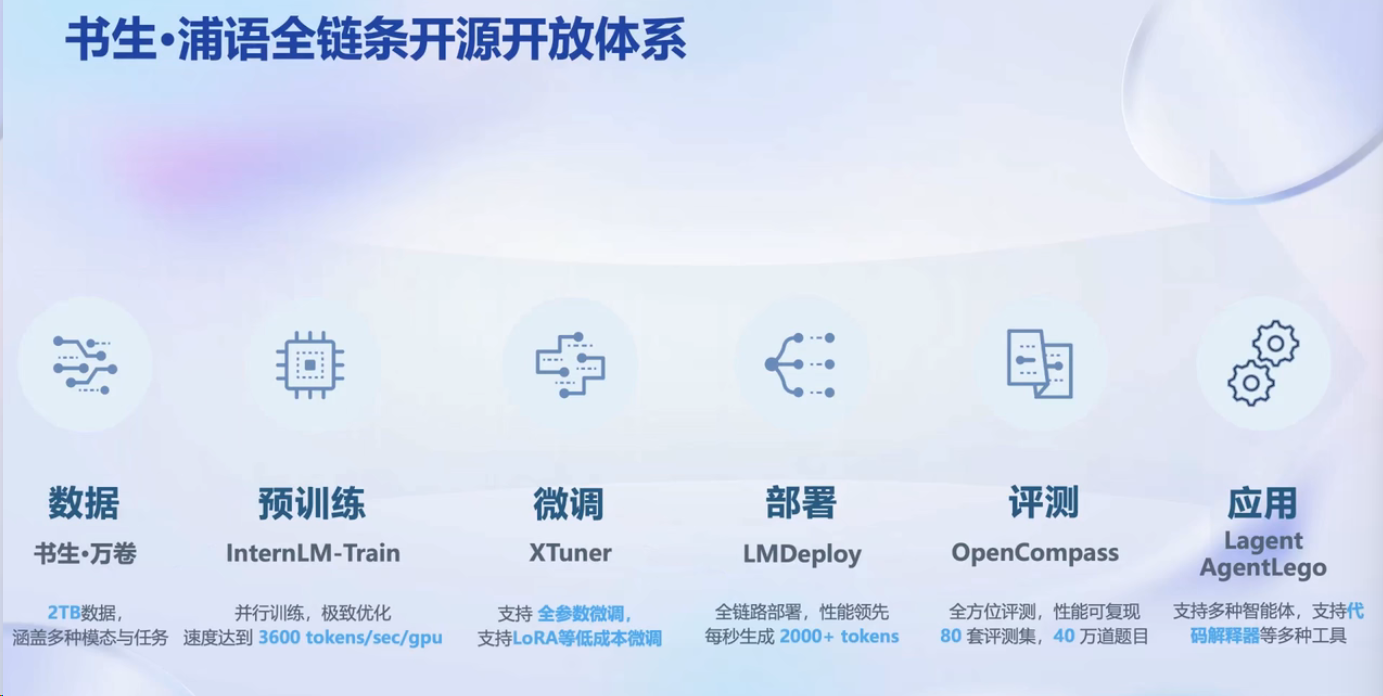 书生·浦语全链条开源开放体系
数据
书生·万卷
2TB数据，
涵盖多种模态与任务
预训练
InternLM-Train
并行训练，极致优化
速度达到 3600 tokens/sec/gpu
微调
XTuner
支持 全参数微调，
支持LoRA等低成本微调
部署
LMDeploy
全链路部署，性能领先
每秒生成 2000+ tokens
评测
OpenCompass
全方位评测，性能可复现
80 套评测集，40 万道题目
应用
Lagent
AgentLego
支持多种智能体，支持代
码解释器等多种工具